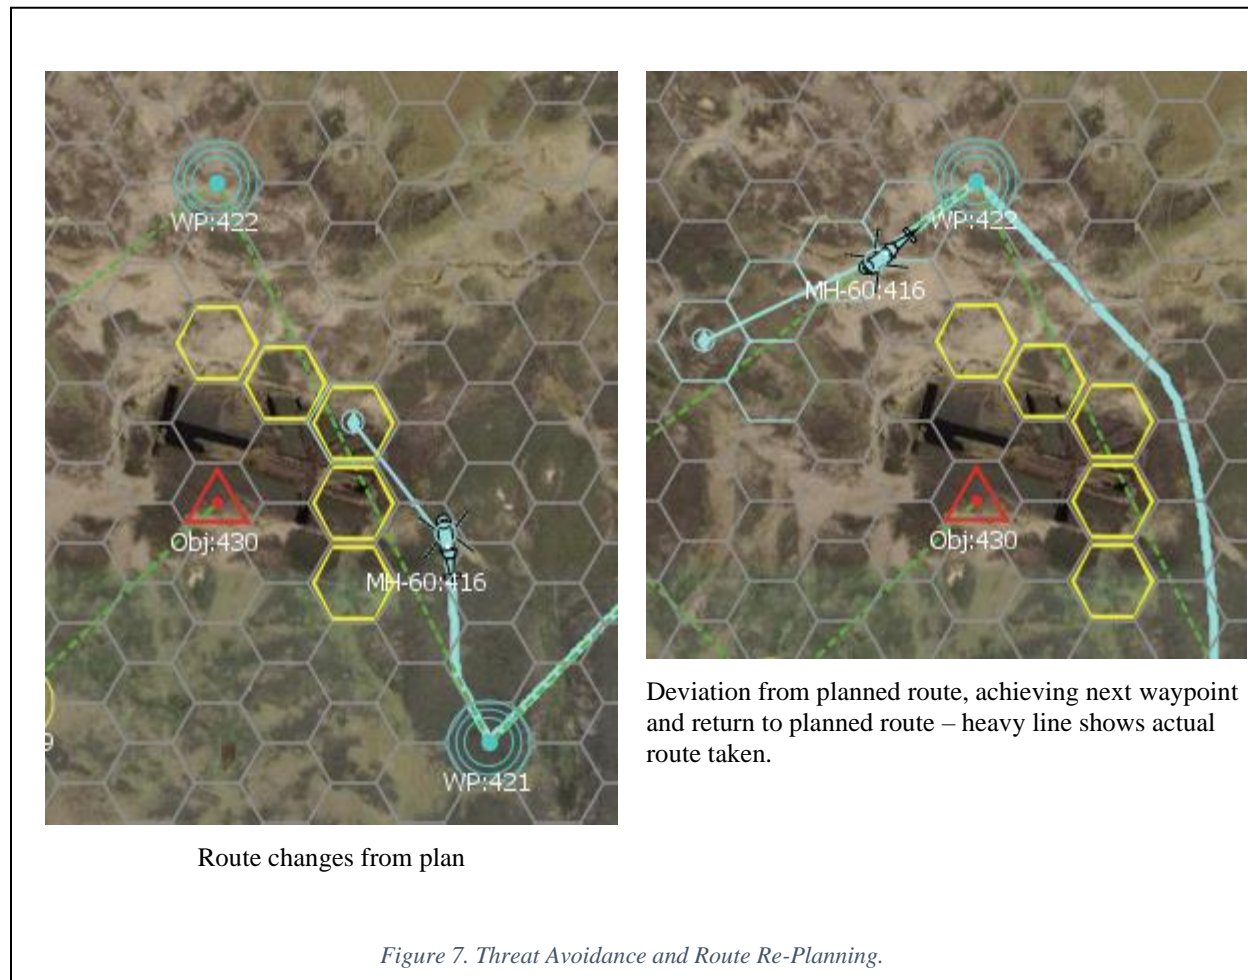 WP:422
Obj:430
MH-60:416
9
WP:421
Route changes from plan
WP:422
MH-60:416
Obj:430
Deviation from planned route, achieving next waypoint
and return to planned route – heavy line shows actual
route taken.
Figure 7. Threat Avoidance and Route Re-Planning.